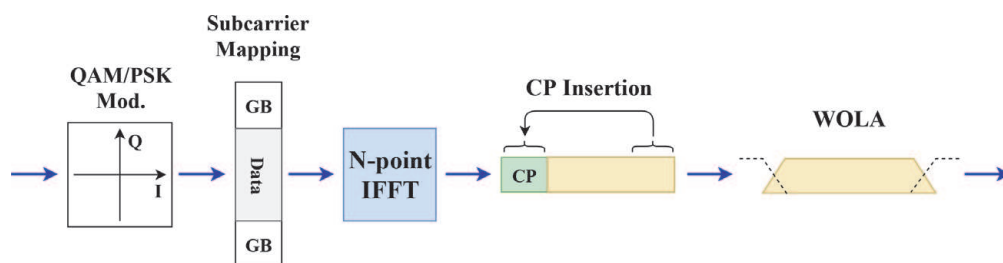 Subcarrier
Mapping
QAM/PSK
Mod.
Q
I
GB
Data
GB
N-point
IFFT
CP Insertion
CP
WOLA